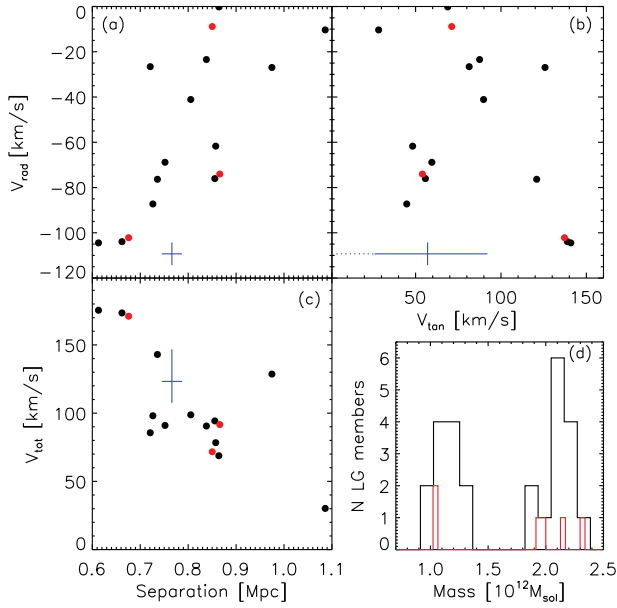 (a)
(b)
0
-20
-40
-60
-80
-100
-120
V_rad [km/s]
50 100 150
V_tan [km/s]
(c)
150
100
50
0
V_tot [km/s]
0.6 0.7 0.8 0.9 1.0 1.1
Separation [Mpc]
(d)
6
5
4
3
2
1
0
N LG members
1.0 1.5 2.0 2.5
Mass [10^12M_sol]